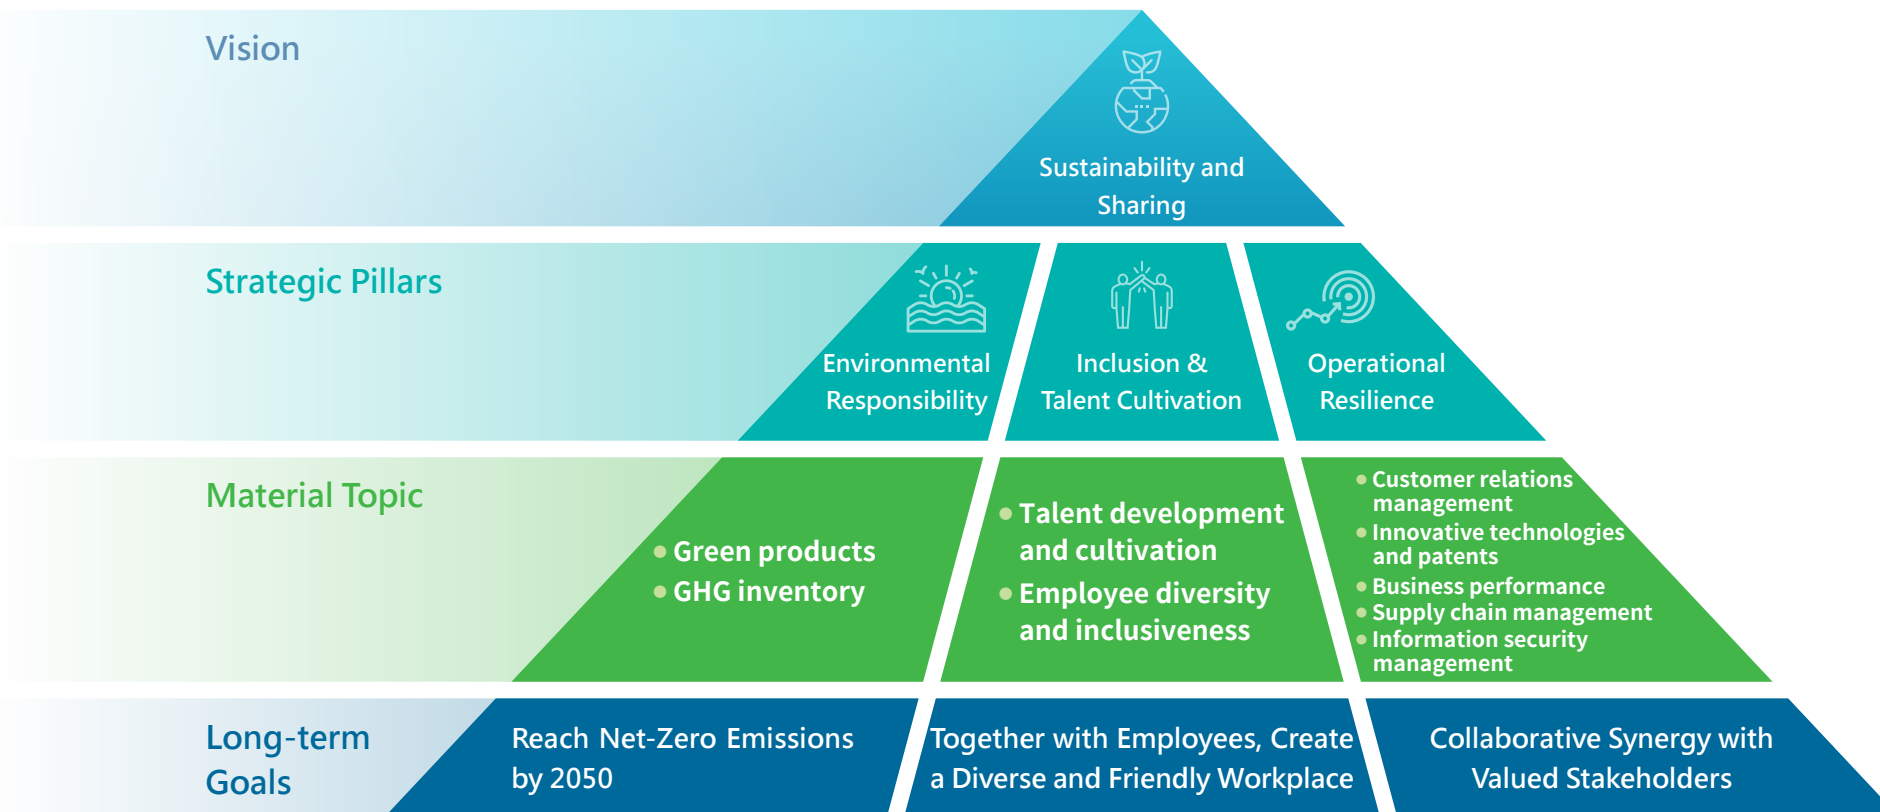 Vision
Sustainability and
Sharing
Strategic Pillars
Environmental
Responsibility
Inclusion &
Talent Cultivation
Operational
Resilience
Material Topic
• Green products
• GHG inventory
• Talent development
and cultivation
• Employee diversity
and inclusiveness
• Customer relations
management
• Innovative technologies
and patents
• Business performance
• Supply chain management
• Information security
management
Long-term
Goals
Reach Net-Zero Emissions
by 2050
Together with Employees, Create
a Diverse and Friendly Workplace
Collaborative Synergy with
Valued Stakeholders